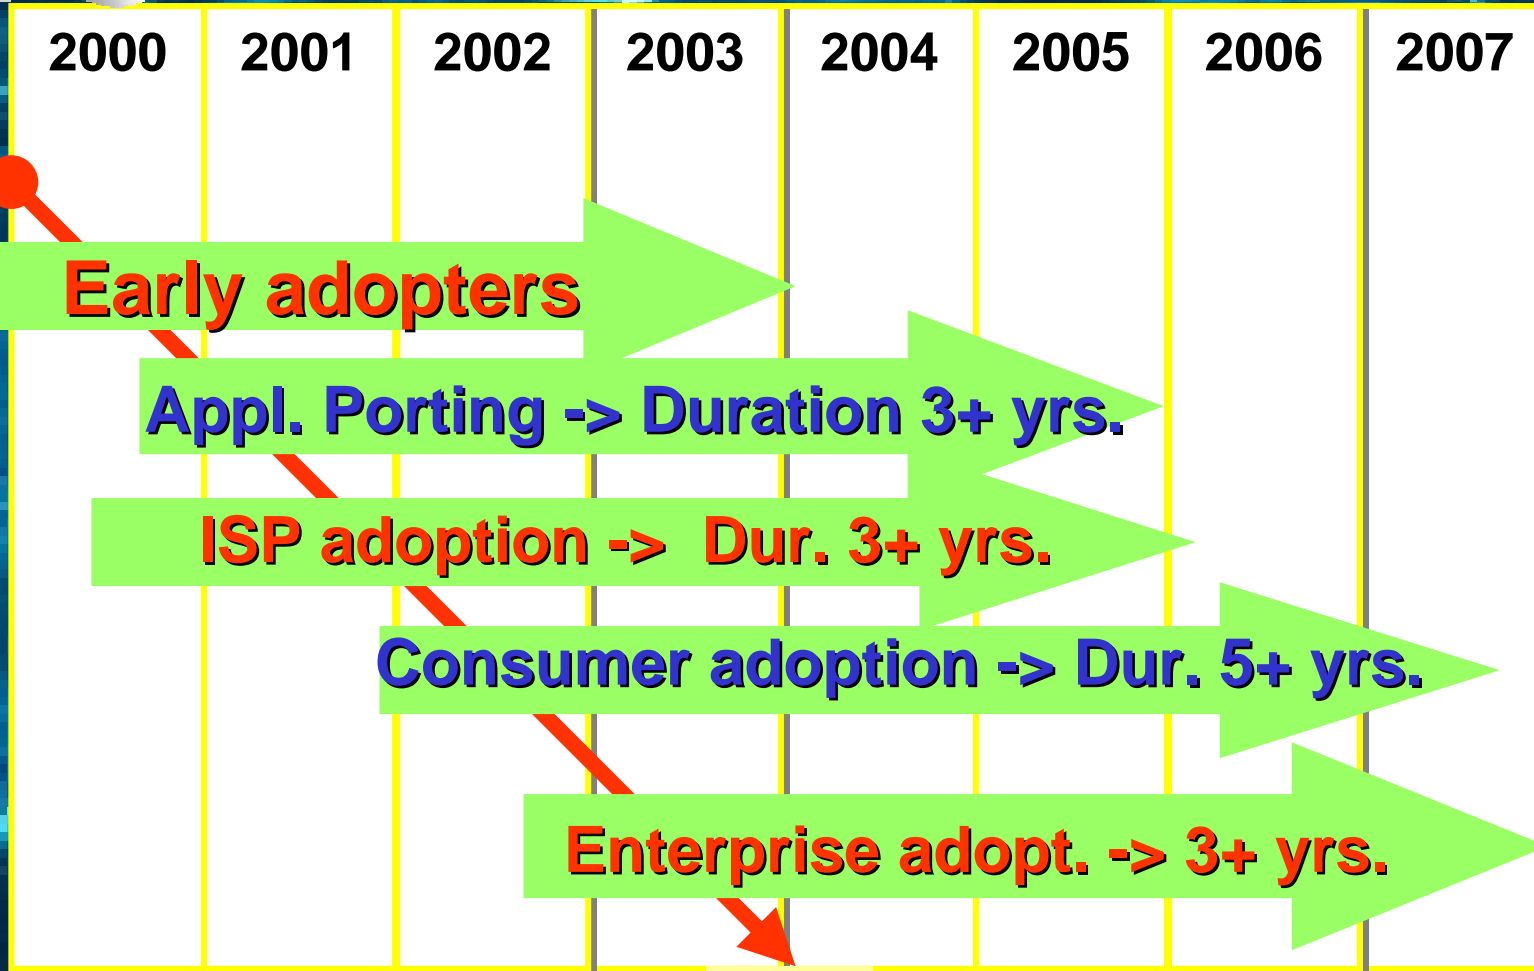 2000 2001 2002 2003 2004 2005 2006 2007
Early adopters
Appl. Porting -> Duration 3+ yrs.
ISP adoption -> Dur. 3+ yrs.
Consumer adoption -> Dur. 5+ yrs.
Enterprise adopt. -> 3+ yrs.